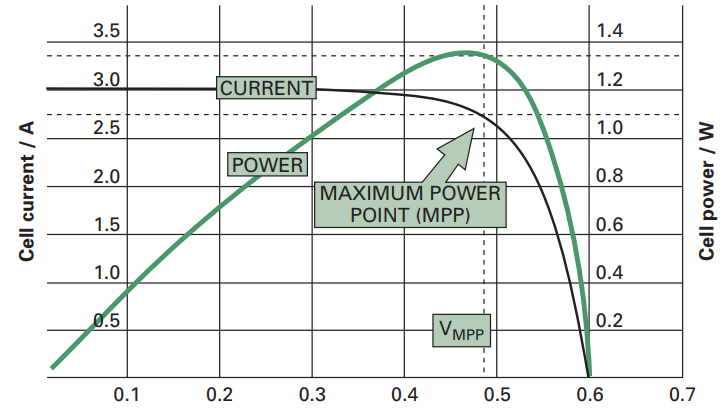 3.5
3.0
2.5
2.0
1.5
1.0
0.5
Cell current / A
1.4
1.2
1.0
0.8
0.6
0.4
0.2
Cell power / W
CURRENT
POWER
MAXIMUM POWER
POINT (MPP)
VMPP
0.1 0.2 0.3 0.4 0.5 0.6 0.7